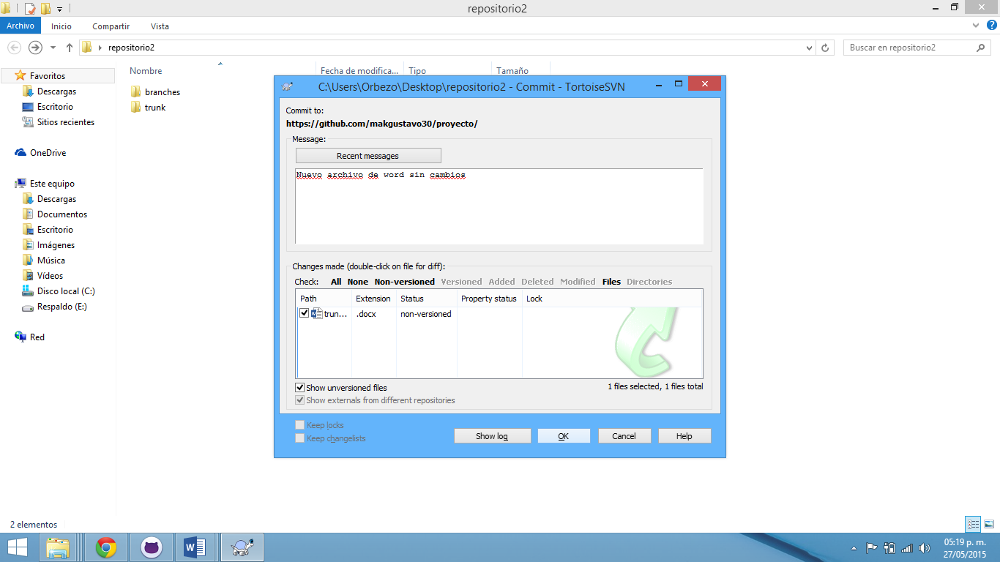 repositorio2
Archivo Inicio Compartir Vista
repositorio2
Buscar en repositorio2
Nombre Fecha de modifica... Tipo Tamaño
Favoritos
Descargas
Escritorio
Sitios recientes
OneDrive
Este equipo
Descargas
Documentos
Escritorio
Imágenes
Música
Vídeos
Disco local (C:)
Respaldo (E:)
Red
branches
trunk
C:\Users\Orbezo\Desktop\repositorio2 - Commit - TortoiseSVN
Commit to:
https://github.com/makgustavo30/proyecto/
Message:
Recent messages
Nuevo archivo de word sin cambios
Changes made (double-click on file for diff):
Check: All None Non-versioned Versioned Added Deleted Modified Files Directories
Path Extension Status Property status Lock
trun... .docx non-versioned
Show unversioned files
1 files selected, 1 files total
Show externals from different repositories
Keep locks
Keep changelists
Show log OK Cancel Help
2 elementos
05:19 p. m.
27/05/2015